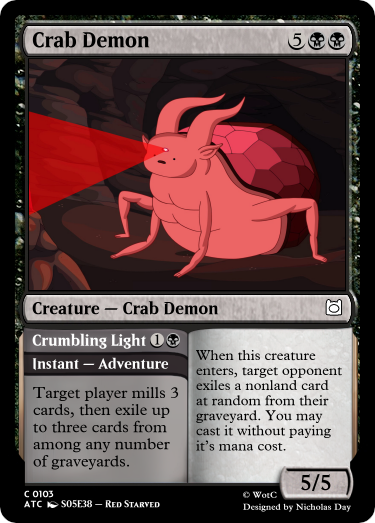 Crab Demon 5
Creature — Crab Demon
Crumbling Light 1
Instant — Adventure
Target player mills 3
cards, then exile up
to three cards from
among any number
of graveyards.
When this creature
enters, target opponent
exiles a nonland card
at random from their
graveyard. You may
cast it without paying
it's mana cost.
5/5
C 0103
ATC S05E38 — Red Starved
© WotC
Designed by Nicholas Day